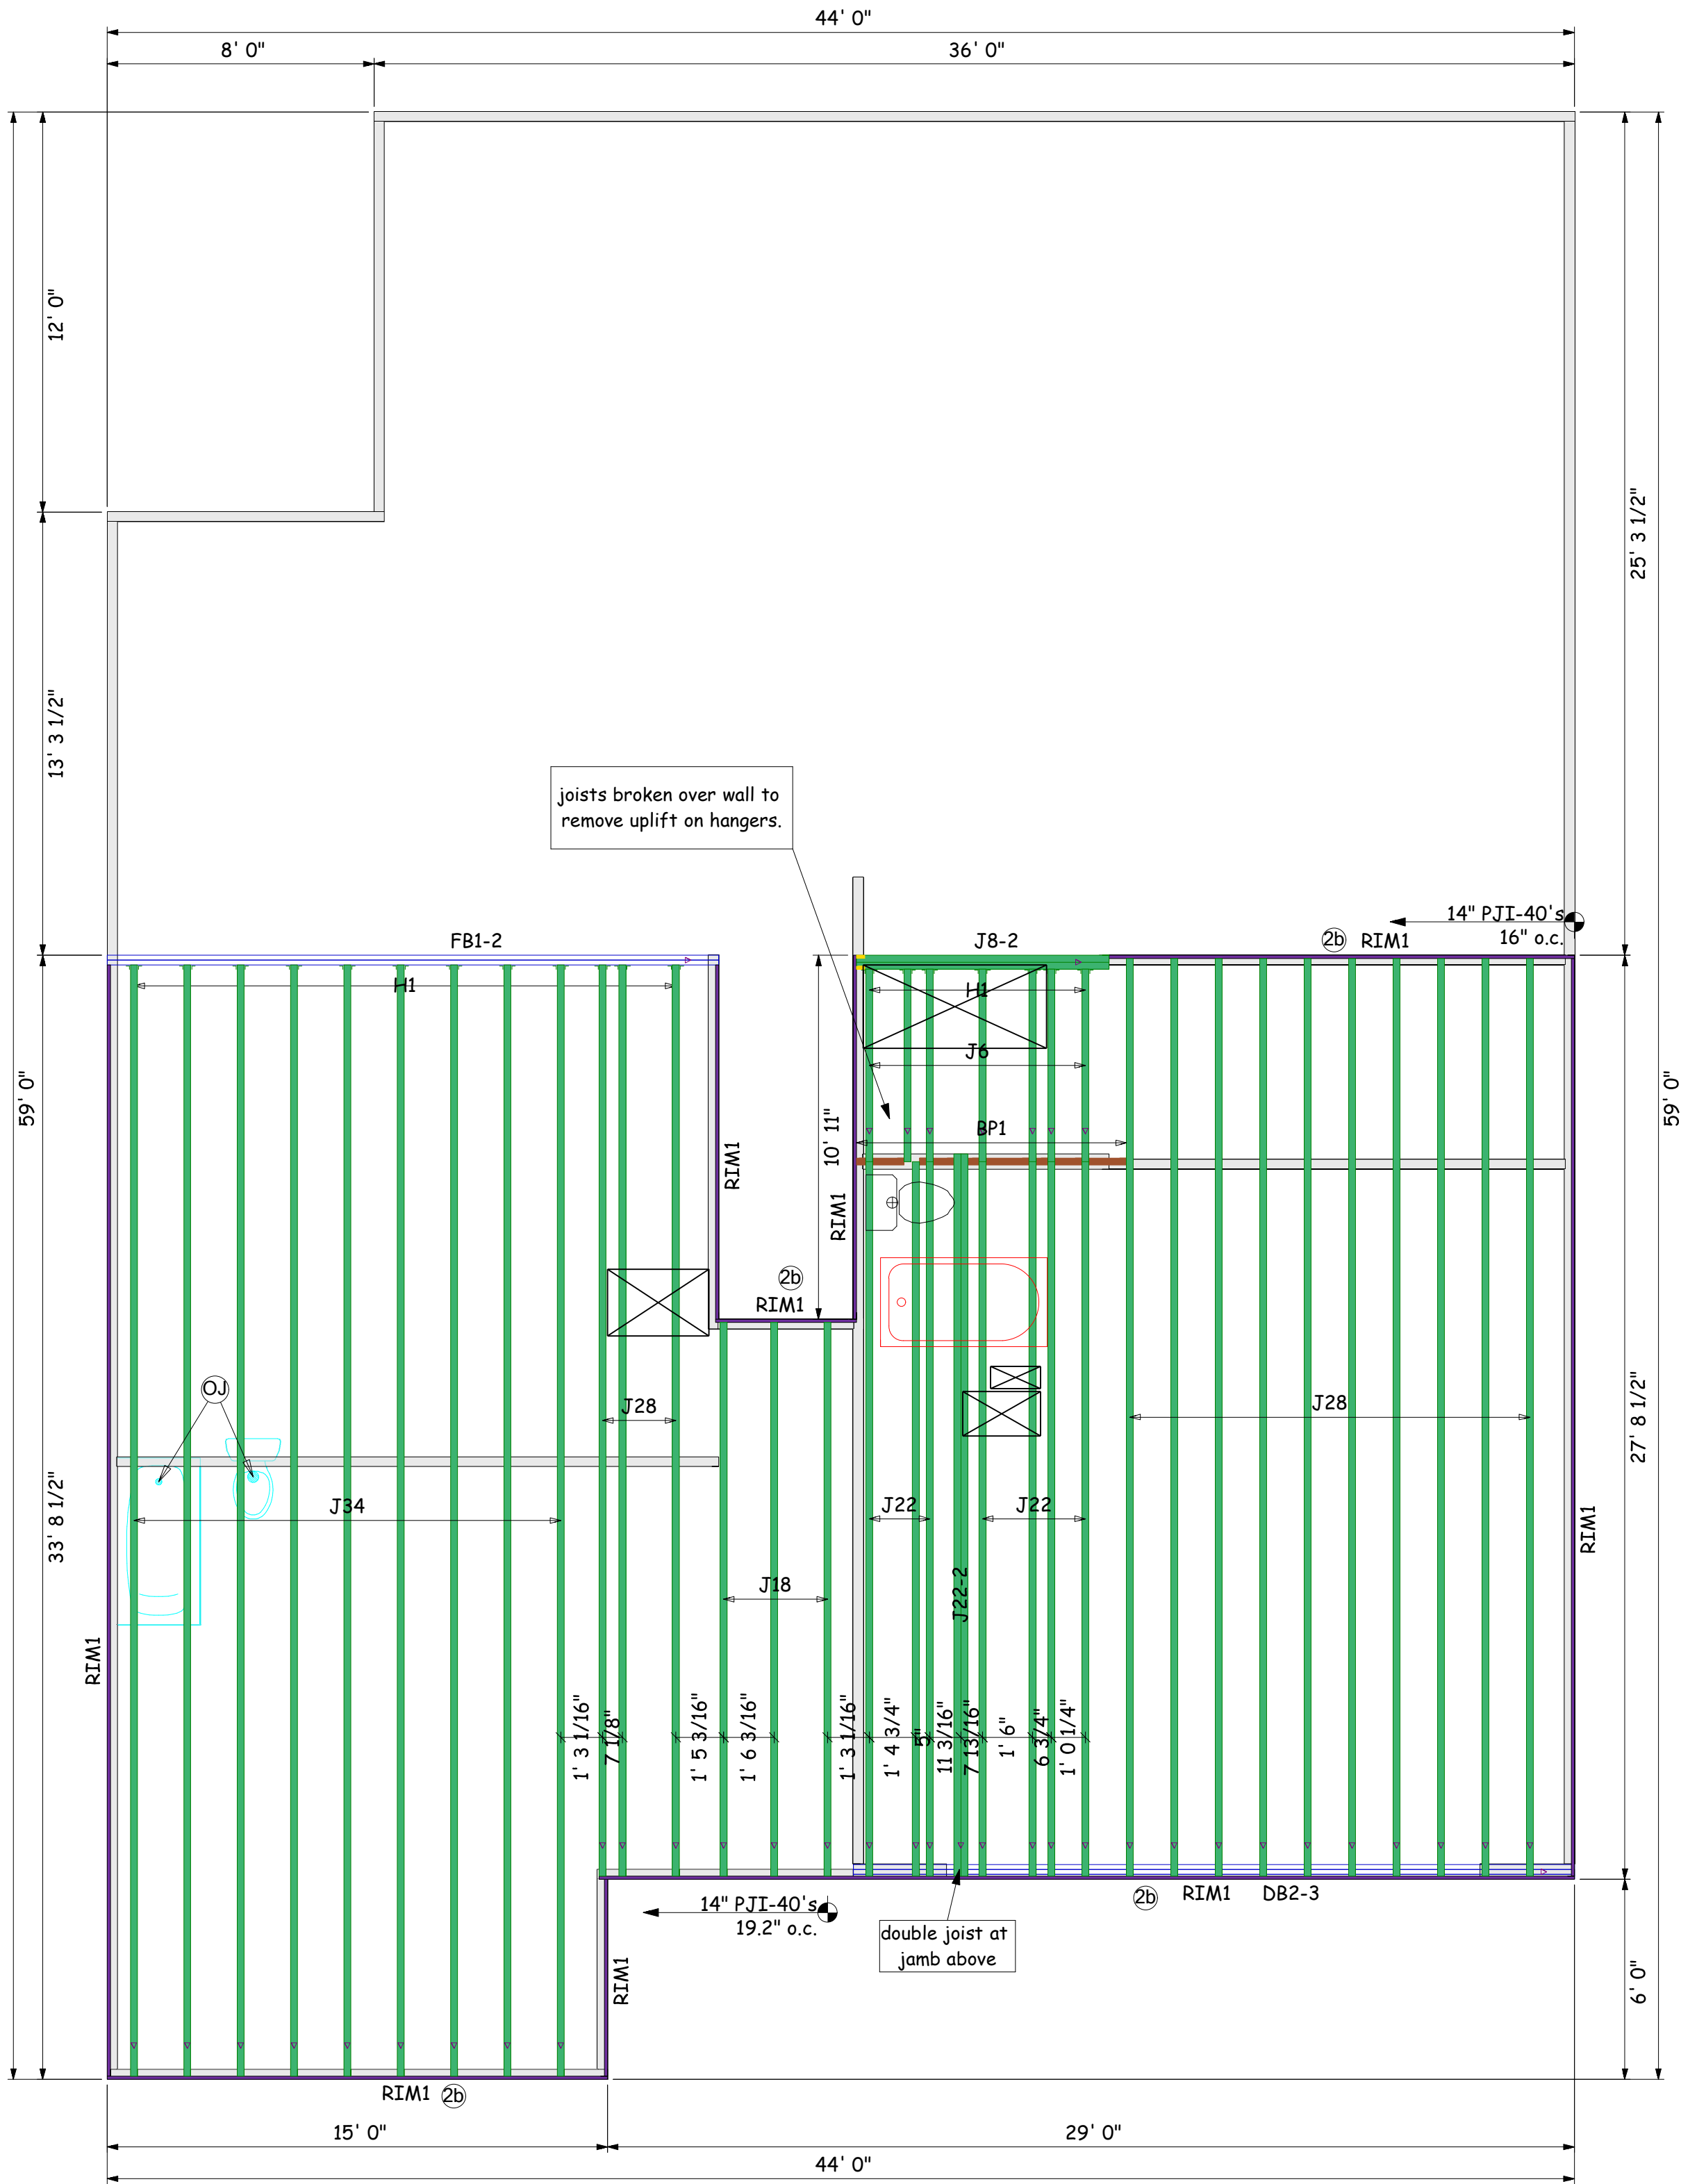 44' 0"
8' 0"
36' 0"
12' 0"
25' 3 1/2"
13' 3 1/2"
joists broken over wall to
remove uplift on hangers.
14" PJI-40's
16" o.c.
FB1-2
J8-2
2b
RIM1
H1
H1
J6
59' 0"
59' 0"
10' 11"
BP1
RIM1
RIM1
2b
RIM1
OJ
J28
J28
27' 8 1/2"
33' 8 1/2"
J34
J22
J22
RIM1
J18
J22-2
RIM1
1' 3 1/16"
7 1/8"
1' 5 3/16"
1' 6 3/16"
1' 3 1/16"
1' 4 3/4"
5"
11 3/16"
7 13/16"
1' 6"
6 3/4"
1' 0 1/4"
14" PJI-40's
19.2" o.c.
2b
RIM1
DB2-3
double joist at
jamb above
RIM1
6' 0"
RIM1
2b
15' 0"
29' 0"
44' 0"